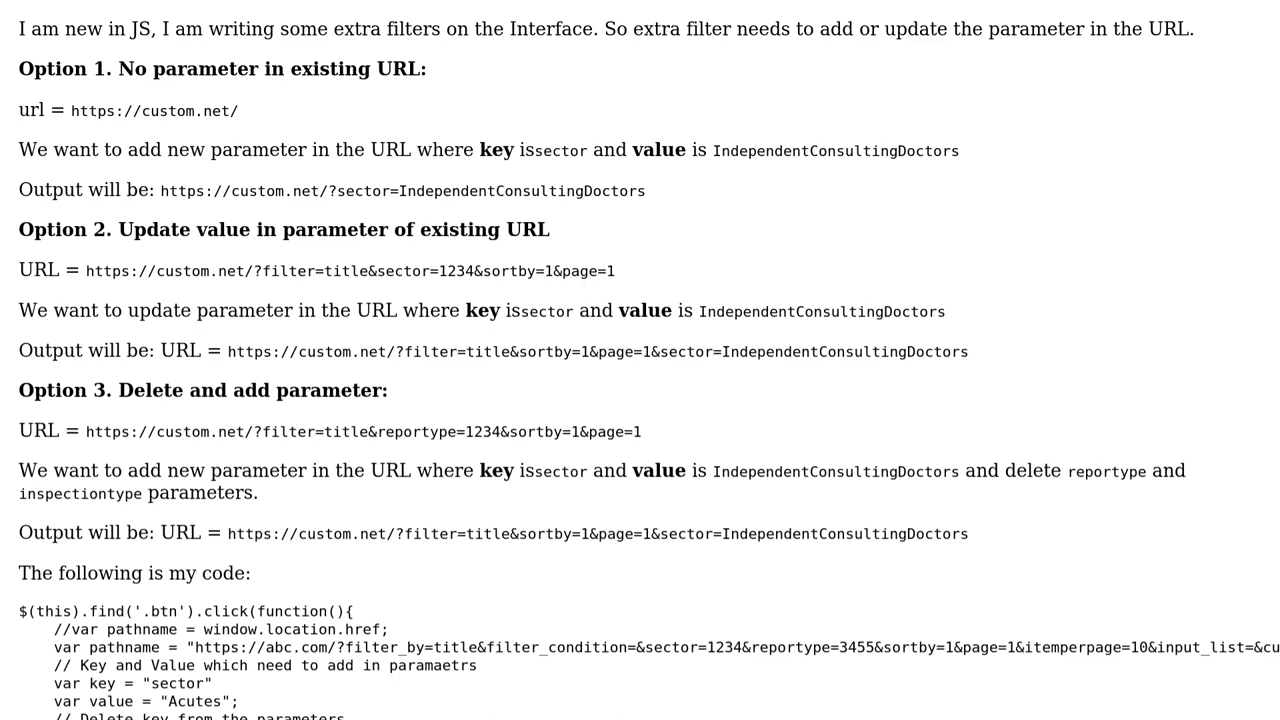 I am new in JS, I am writing some extra filters on the Interface. So extra filter needs to add or update the parameter in the URL.
Option 1. No parameter in existing URL:
url = https://custom.net/
We want to add new parameter in the URL where key issector and value is IndependentConsultingDoctors
Output will be: https://custom.net/?sector=IndependentConsultingDoctors
Option 2. Update value in parameter of existing URL
URL = https://custom.net/?filter=title&sector=1234&sortby=1&page=1
We want to update parameter in the URL where key issector and value is IndependentConsultingDoctors
Output will be: URL = https://custom.net/?filter=title&sortby=1&page=1&sector=IndependentConsultingDoctors
Option 3. Delete and add parameter:
URL = https://custom.net/?filter=title&reportype=1234&sortby=1&page=1
We want to add new parameter in the URL where key issector and value is IndependentConsultingDoctors and delete reportype and
inspectiontype parameters.
Output will be: URL = https://custom.net/?filter=title&sortby=1&page=1&sector=IndependentConsultingDoctors
The following is my code:
$(this).find('.btn').click(function(){
//var pathname = window.location.href;
var pathname = "https://abc.com/?filter_by=title&filter_condition=&sector=1234&reportype=3455&sortby=1&page=1&itemperpage=10&input_list=&cu
// Key and Value which need to add in paramaetrs
var key = "sector"
var value = "Acutes";
// Delete key from the parameters